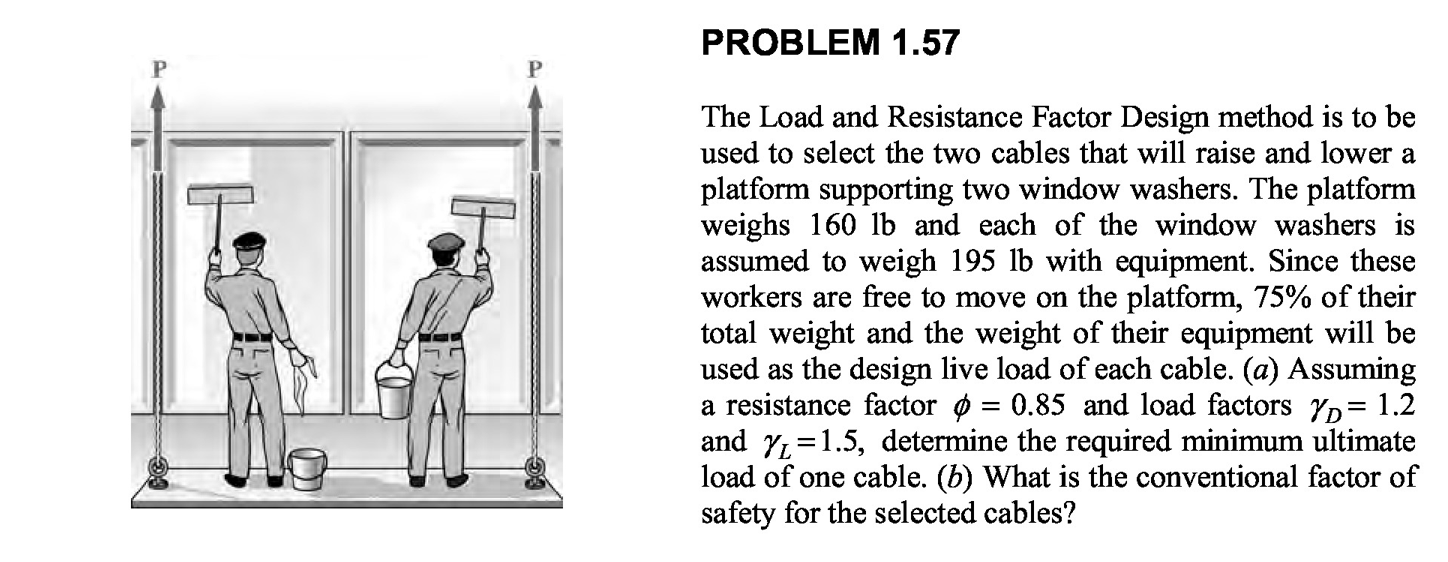 P P
PROBLEM 1.57
The Load and Resistance Factor Design method is to be
used to select the two cables that will raise and lower a
platform supporting two window washers. The platform
weighs 160 lb and each of the window washers is
assumed to weigh 195 lb with equipment. Since these
workers are free to move on the platform, 75% of their
total weight and the weight of their equipment will be
used as the design live load of each cable. (a) Assuming
a resistance factor ϕ = 0.85 and load factors γD = 1.2
and γL = 1.5, determine the required minimum ultimate
load of one cable. (b) What is the conventional factor of
safety for the selected cables?